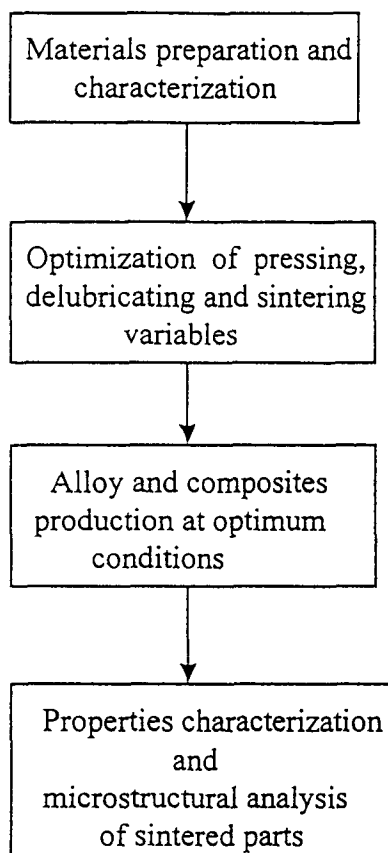 Materials preparation and
characterization
Optimization of pressing,
delubricating and sintering
variables
Alloy and composites
production at optimum
conditions
Properties characterization
and
microstructural analysis
of sintered parts